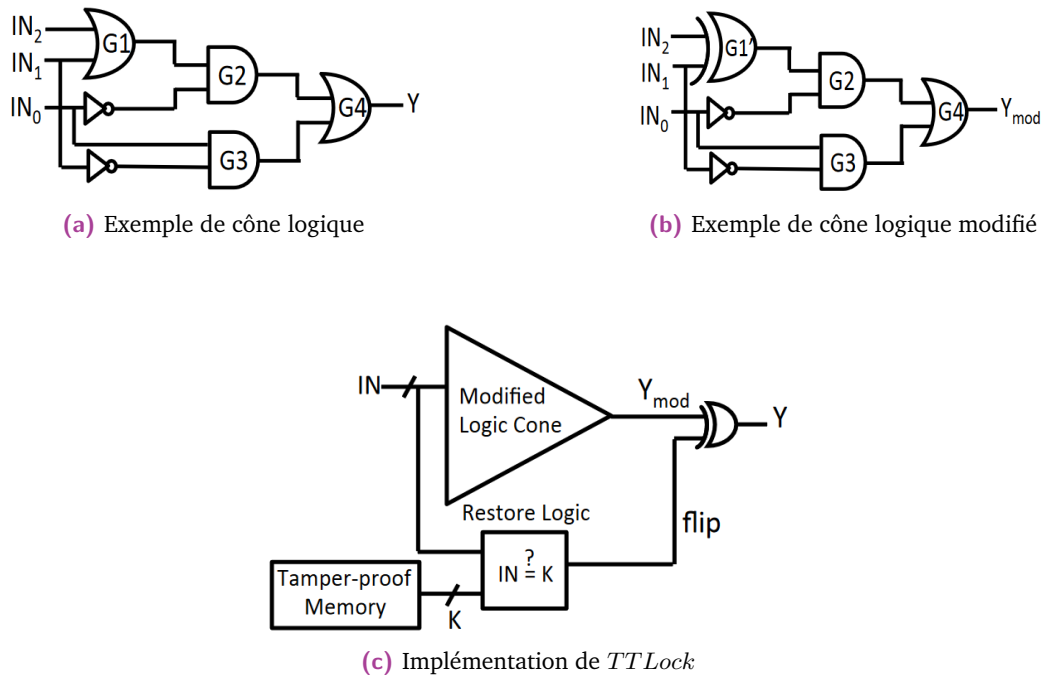 IN2
IN1
IN0
G1
G2
G3
G4
Y
(a) Exemple de cône logique
IN2
IN1
IN0
G1'
G2
G3
G4
Ymod
(b) Exemple de cône logique modifié
IN
Modified
Logic Cone
Ymod
Y
Restore Logic
flip
?
IN = K
Tamper-proof
Memory
K
(c) Implémentation de TTLock